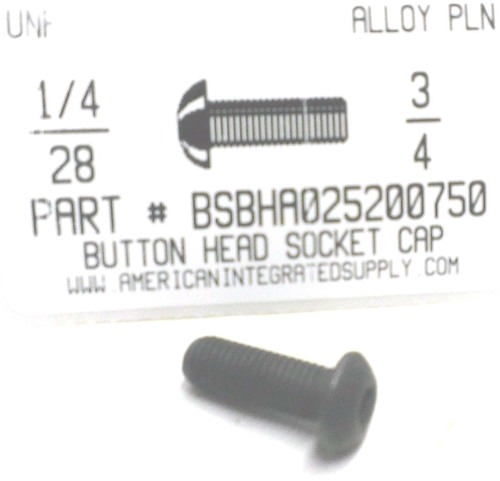 UNF ALLOY PLN
1/4 3
28 4
PART # BSBHA025200750
BUTTON HEAD SOCKET CAP
WWW.AMERICANINTEGRATEDSUPPLY.COM